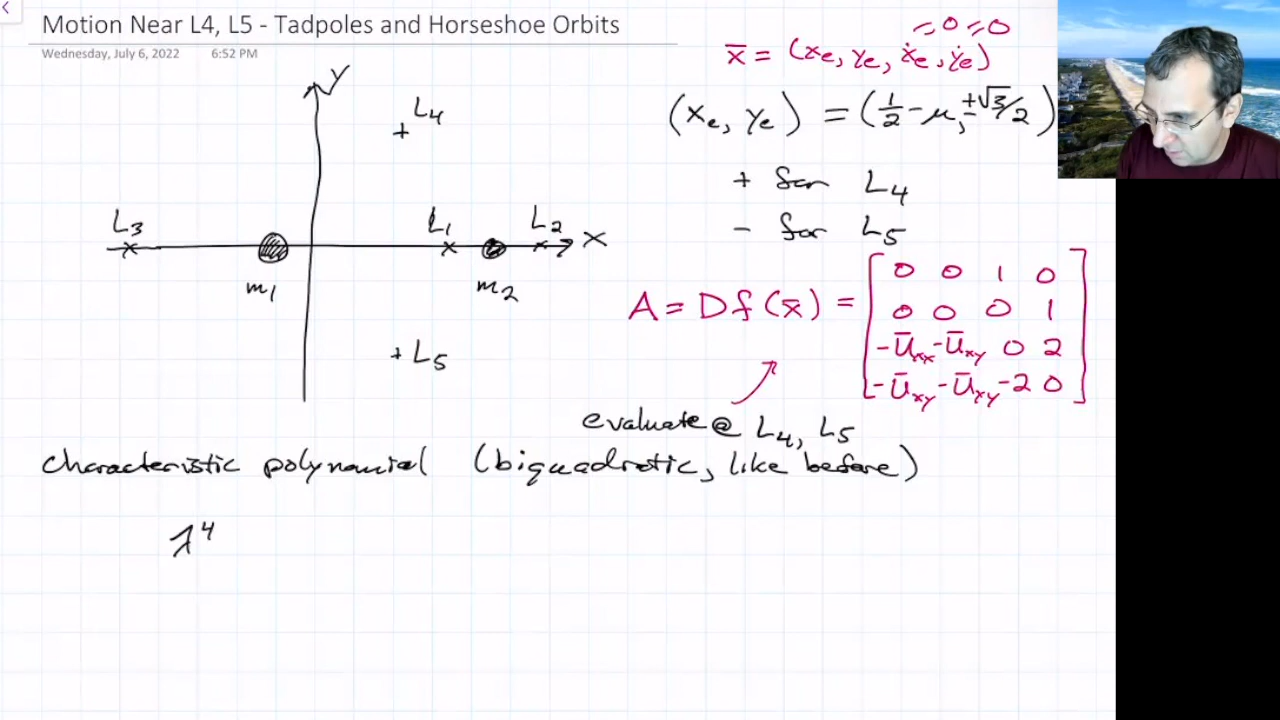 Motion Near L4, L5 - Tadpoles and Horseshoe Orbits
Wednesday, July 6, 2022 6:52 PM
=0 =0
x̄ = (xe, ye, ẋe, ẏe)
(xe, ye) = (1/2 - μ, ±√3/2)
+ for L4
- for L5
y
L4
L3
L1
L2
x
m1
m2
L5
A = Df(x̄) =
0 0 1 0
0 0 0 1
-Ūxx -Ūxy 0 2
-Ūxy -Ūxy -2 0
evaluate @ L4, L5
characteristic polynomial (biquadratic, like before)
λ⁴